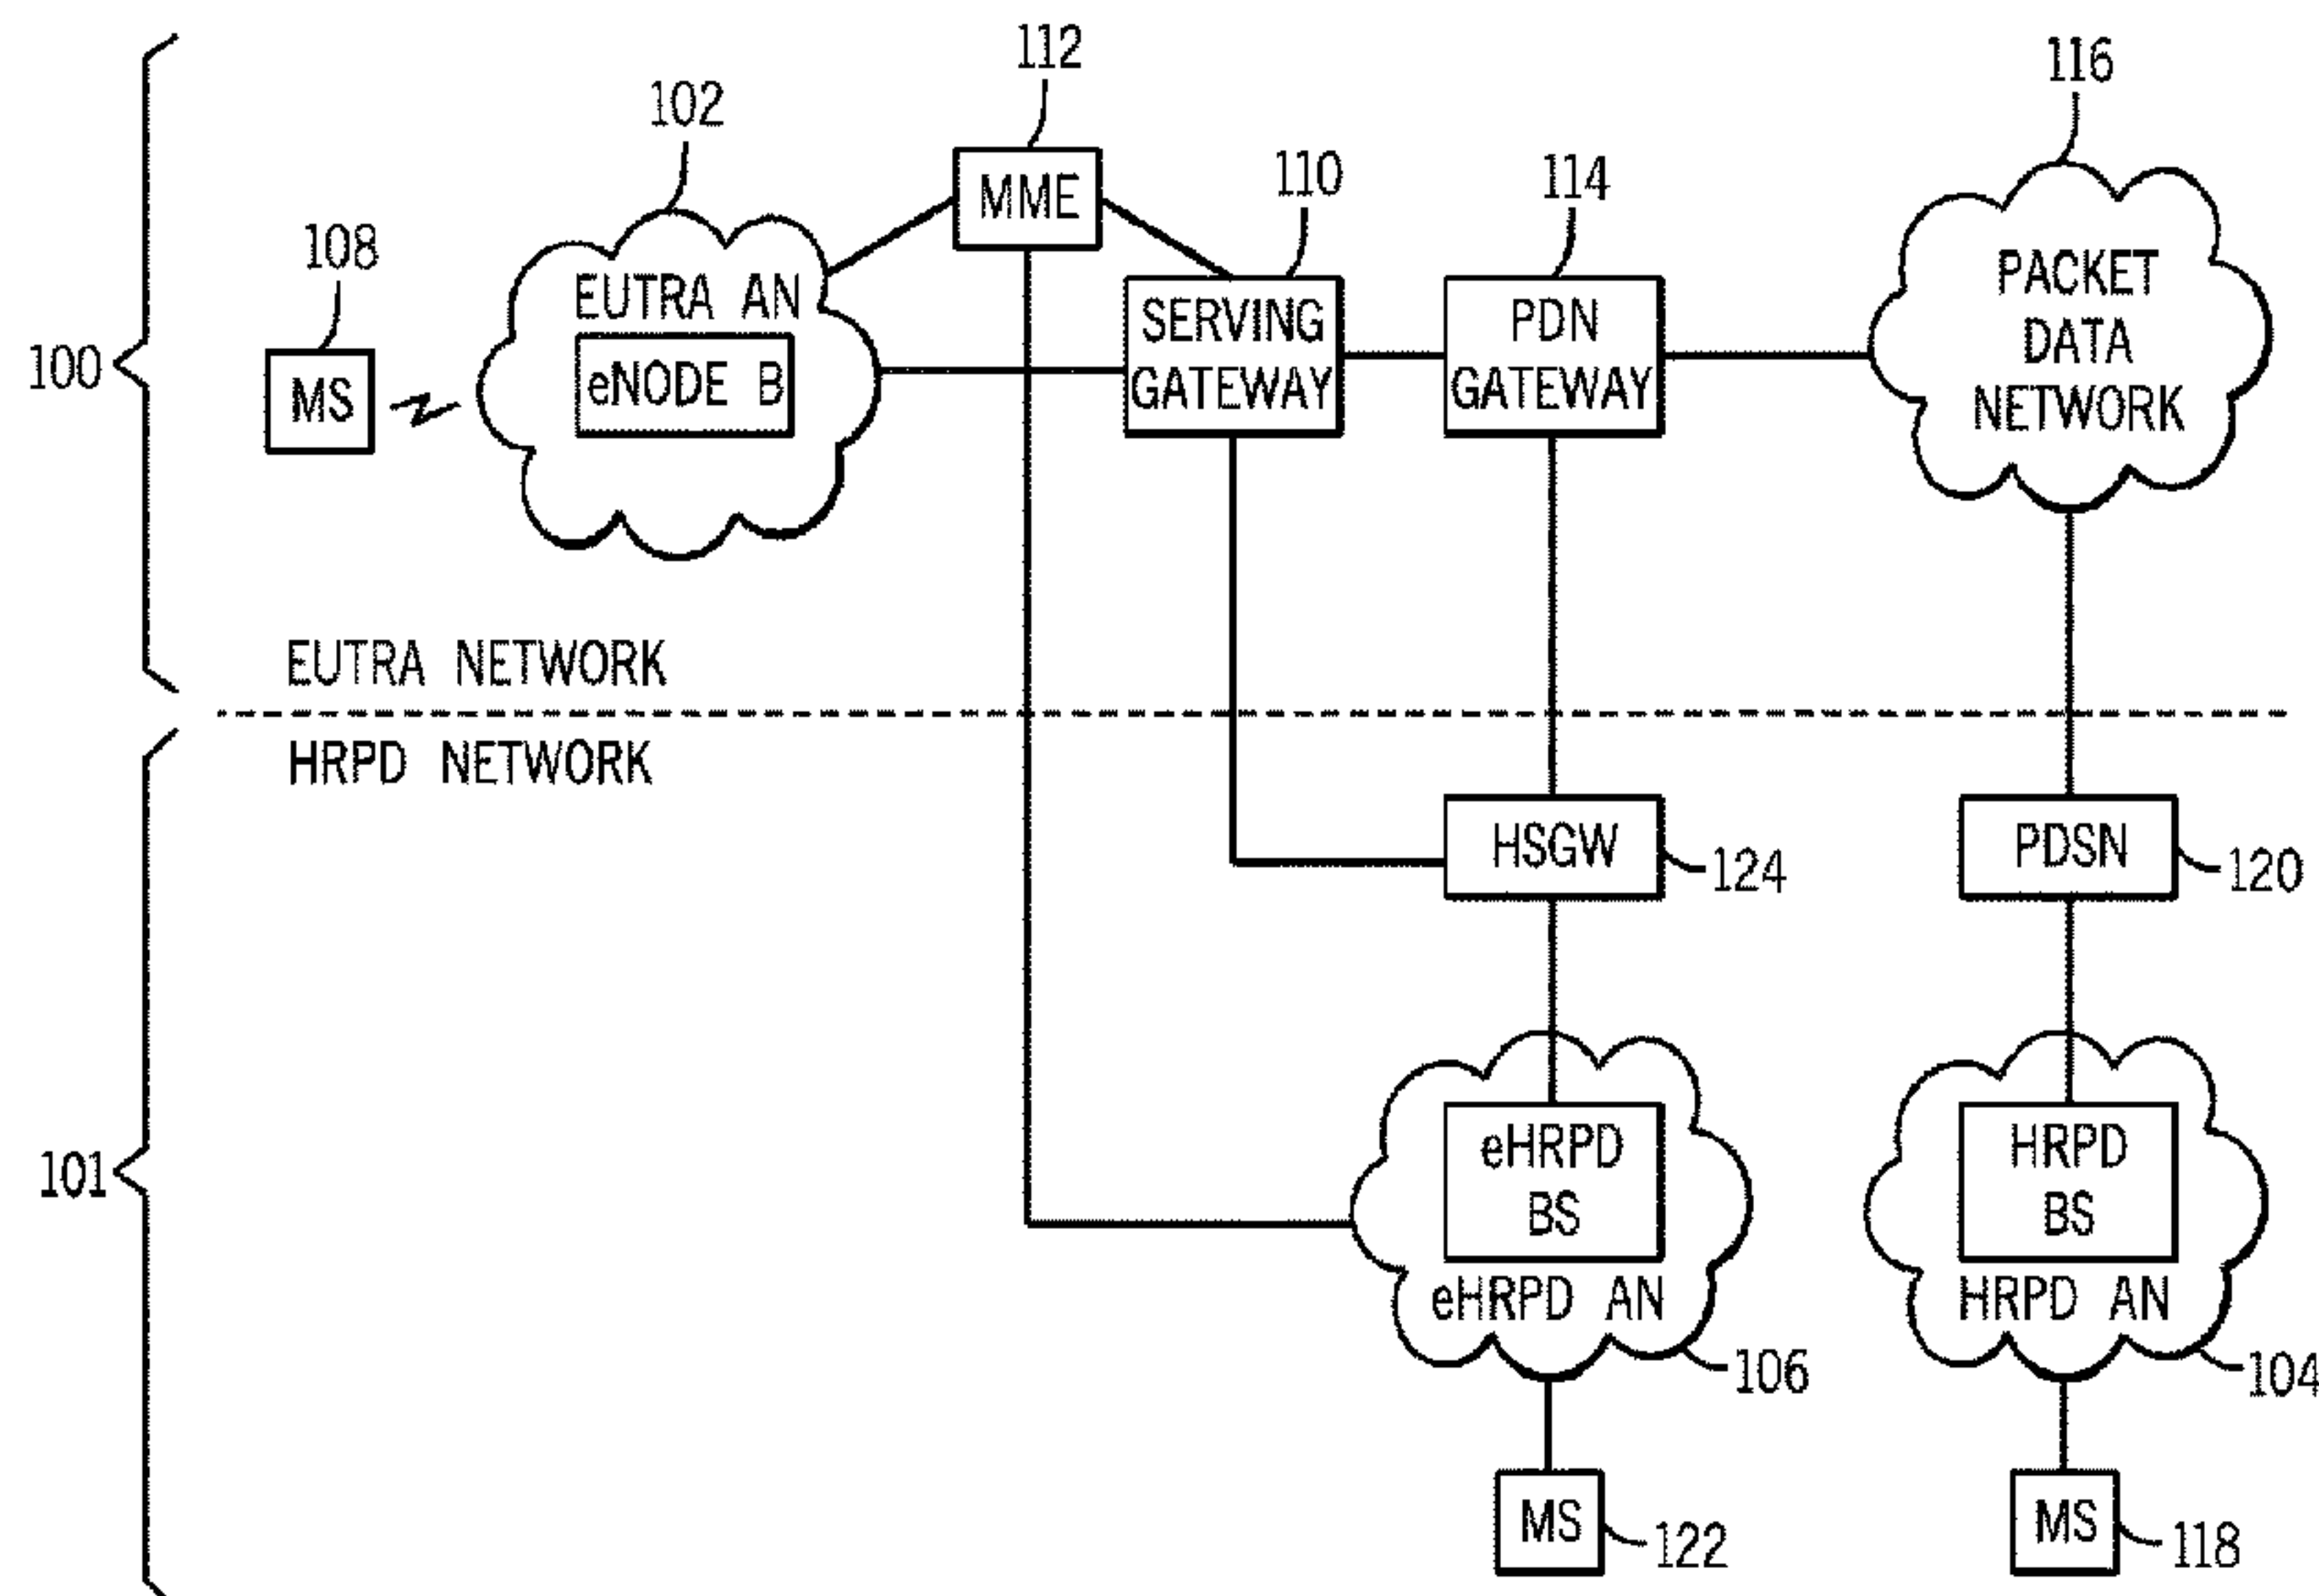 112
116
102
110
114
108
MME
EUTRA AN
eNODE B
SERVING
GATEWAY
PDN
GATEWAY
PACKET
DATA
NETWORK
100
MS
EUTRA NETWORK
HRPD NETWORK
HSGW
124
PDSN
120
101
eHRPD
BS
eHRPD AN
106
HRPD
BS
HRPD AN
104
MS
122
MS
118